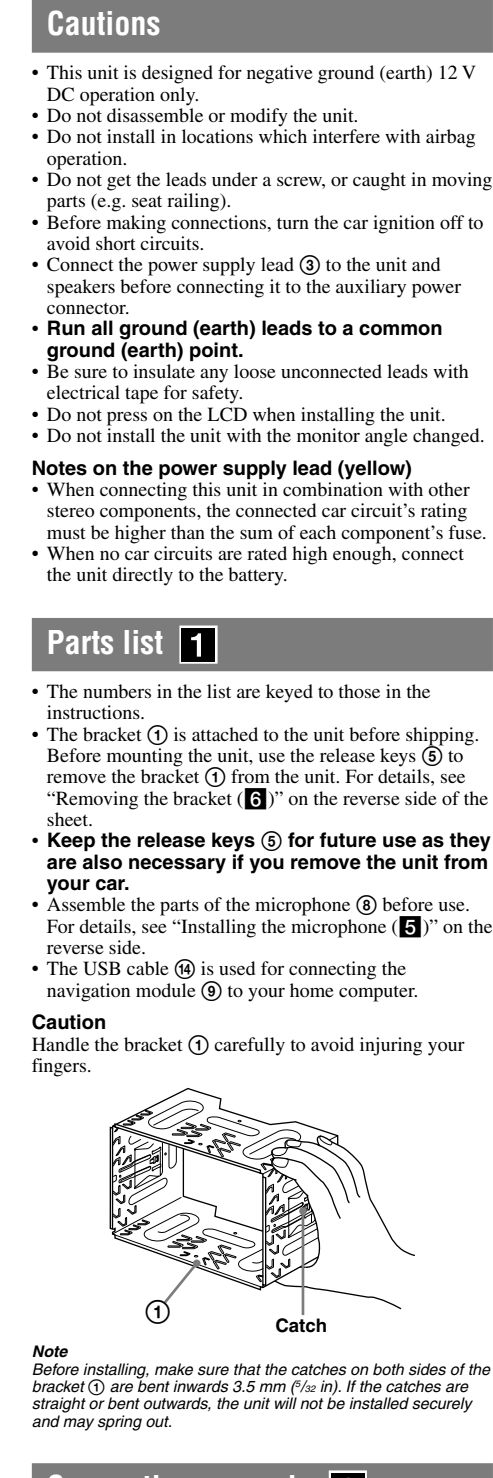 Cautions
• This unit is designed for negative ground (earth) 12 V
DC operation only.
• Do not disassemble or modify the unit.
• Do not install in locations which interfere with airbag
operation.
• Do not get the leads under a screw, or caught in moving
parts (e.g. seat railing).
• Before making connections, turn the car ignition off to
avoid short circuits.
• Connect the power supply lead ③ to the unit and
speakers before connecting it to the auxiliary power
connector.
• Run all ground (earth) leads to a common
ground (earth) point.
• Be sure to insulate any loose unconnected leads with
electrical tape for safety.
• Do not press on the LCD when installing the unit.
• Do not install the unit with the monitor angle changed.
Notes on the power supply lead (yellow)
• When connecting this unit in combination with other
stereo components, the connected car circuit's rating
must be higher than the sum of each component's fuse.
• When no car circuits are rated high enough, connect
the unit directly to the battery.
Parts list 1
• The numbers in the list are keyed to those in the
instructions.
• The bracket ① is attached to the unit before shipping.
Before mounting the unit, use the release keys ⑤ to
remove the bracket ① from the unit. For details, see
“Removing the bracket (6)” on the reverse side of the
sheet.
• Keep the release keys ⑤ for future use as they
are also necessary if you remove the unit from
your car.
• Assemble the parts of the microphone ⑧ before use.
For details, see “Installing the microphone (5)” on the
reverse side.
• The USB cable ⑭ is used for connecting the
navigation module ⑨ to your home computer.
Caution
Handle the bracket ① carefully to avoid injuring your
fingers.
①
Catch
Note
Before installing, make sure that the catches on both sides of the
bracket ① are bent inwards 3.5 mm (5/32 in). If the catches are
straight or bent outwards, the unit will not be installed securely
and may spring out.